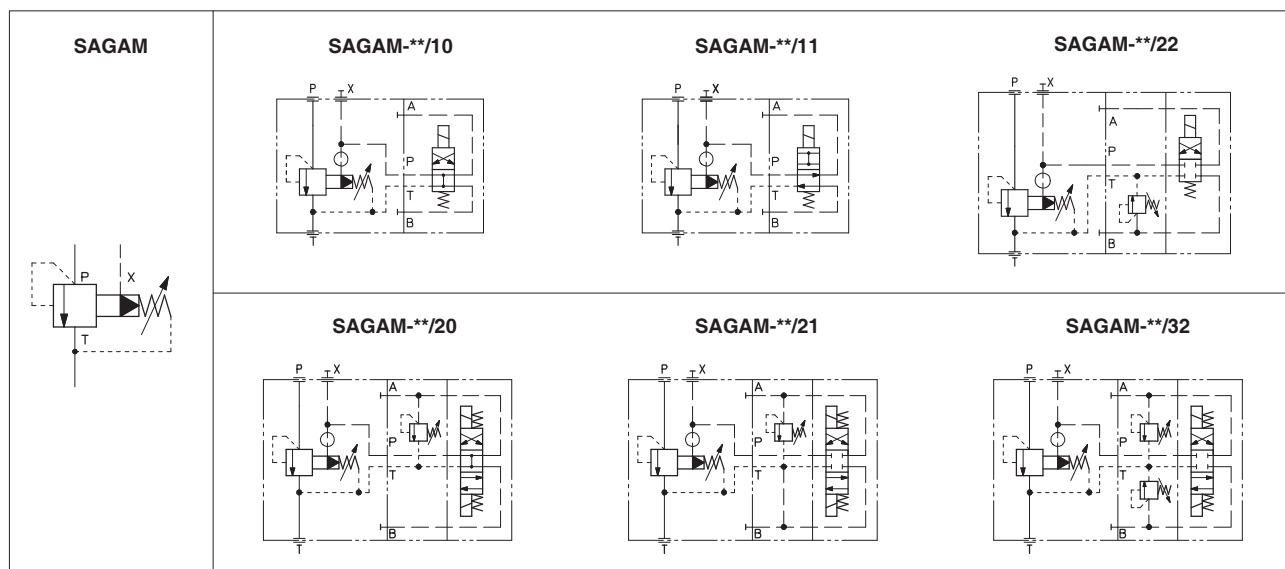 SAGAM
SAGAM-**/10
SAGAM-**/11
SAGAM-**/22
P X
A
P
T
B
T
P X
A
P
T
B
T
P X
A
P
T
B
T
P X
T
SAGAM-**/20
SAGAM-**/21
SAGAM-**/32
P X
A
P
T
B
T
P X
A
P
T
B
T
P X
A
P
T
B
T